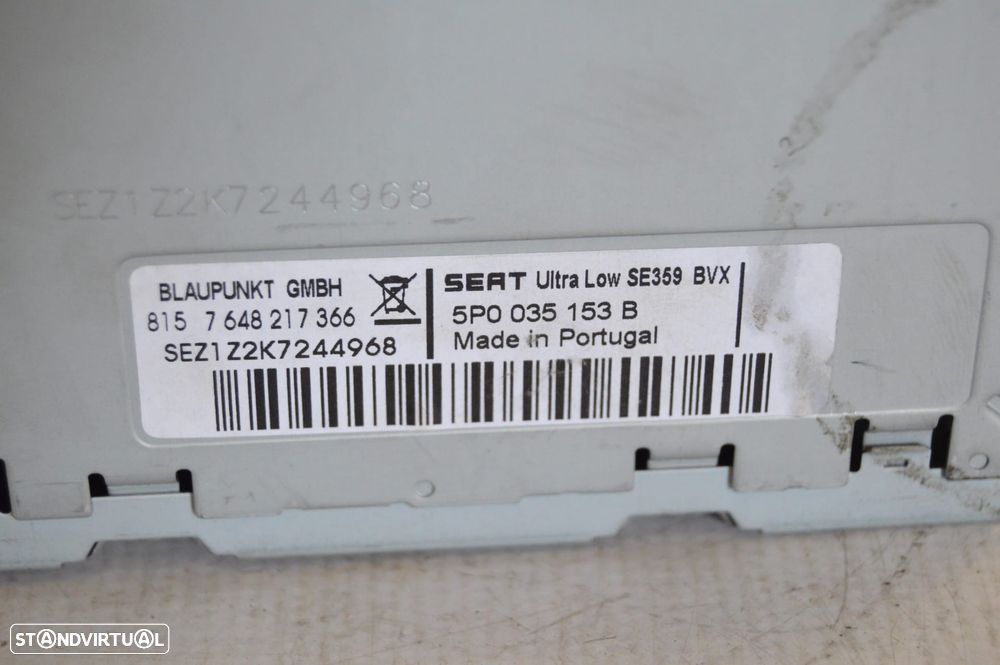 SEZ1Z2K7244968
BLAUPUNKT GMBH
815 7 648 217 366
SEZ1Z2K7244968
SEAT Ultra Low SE359 BVX
5P0 035 153 B
Made in Portugal
STANDVIRTUAL